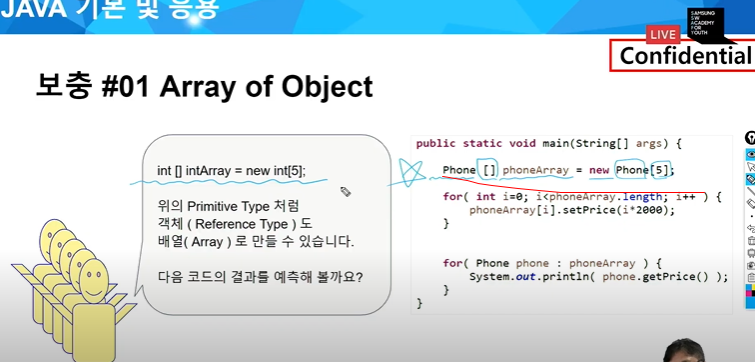 JAVA 기본 및 응용
SAMSUNG
SW
ACADEMY
FOR
YOUTH
LIVE
Confidential
보충 #01 Array of Object
int [] intArray = new int[5];
위의 Primitive Type 처럼
객체 ( Reference Type ) 도
배열( Array ) 로 만들 수 있습니다.
다음 코드의 결과를 예측해 볼까요?
public static void main(String[] args) {
Phone [] phoneArray = new Phone[5];
for( int i=0; i<phoneArray.length; i++ ) {
phoneArray[i].setPrice(i*2000);
}
for( Phone phone : phoneArray ) {
System.out.println( phone.getPrice() );
}
}